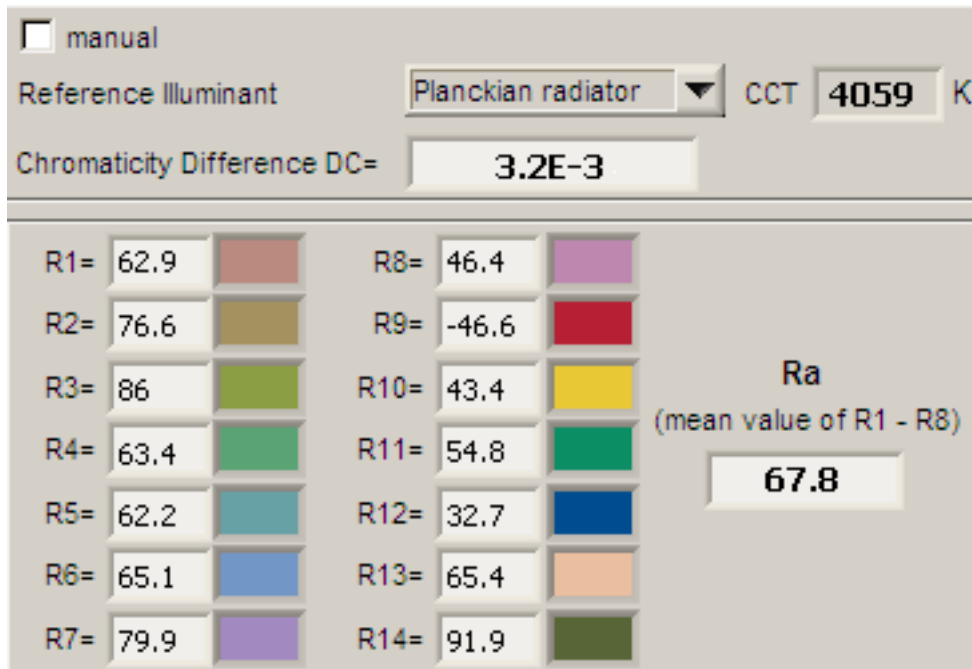 manual
Reference Illuminant Planckian radiator CCT 4059 K
Chromaticity Difference DC= 3.2E-3
R1= 62.9 R8= 46.4
R2= 76.6 R9= -46.6
R3= 86 R10= 43.4
Ra
(mean value of R1 - R8)
R4= 63.4 R11= 54.8
67.8
R5= 62.2 R12= 32.7
R6= 65.1 R13= 65.4
R7= 79.9 R14= 91.9